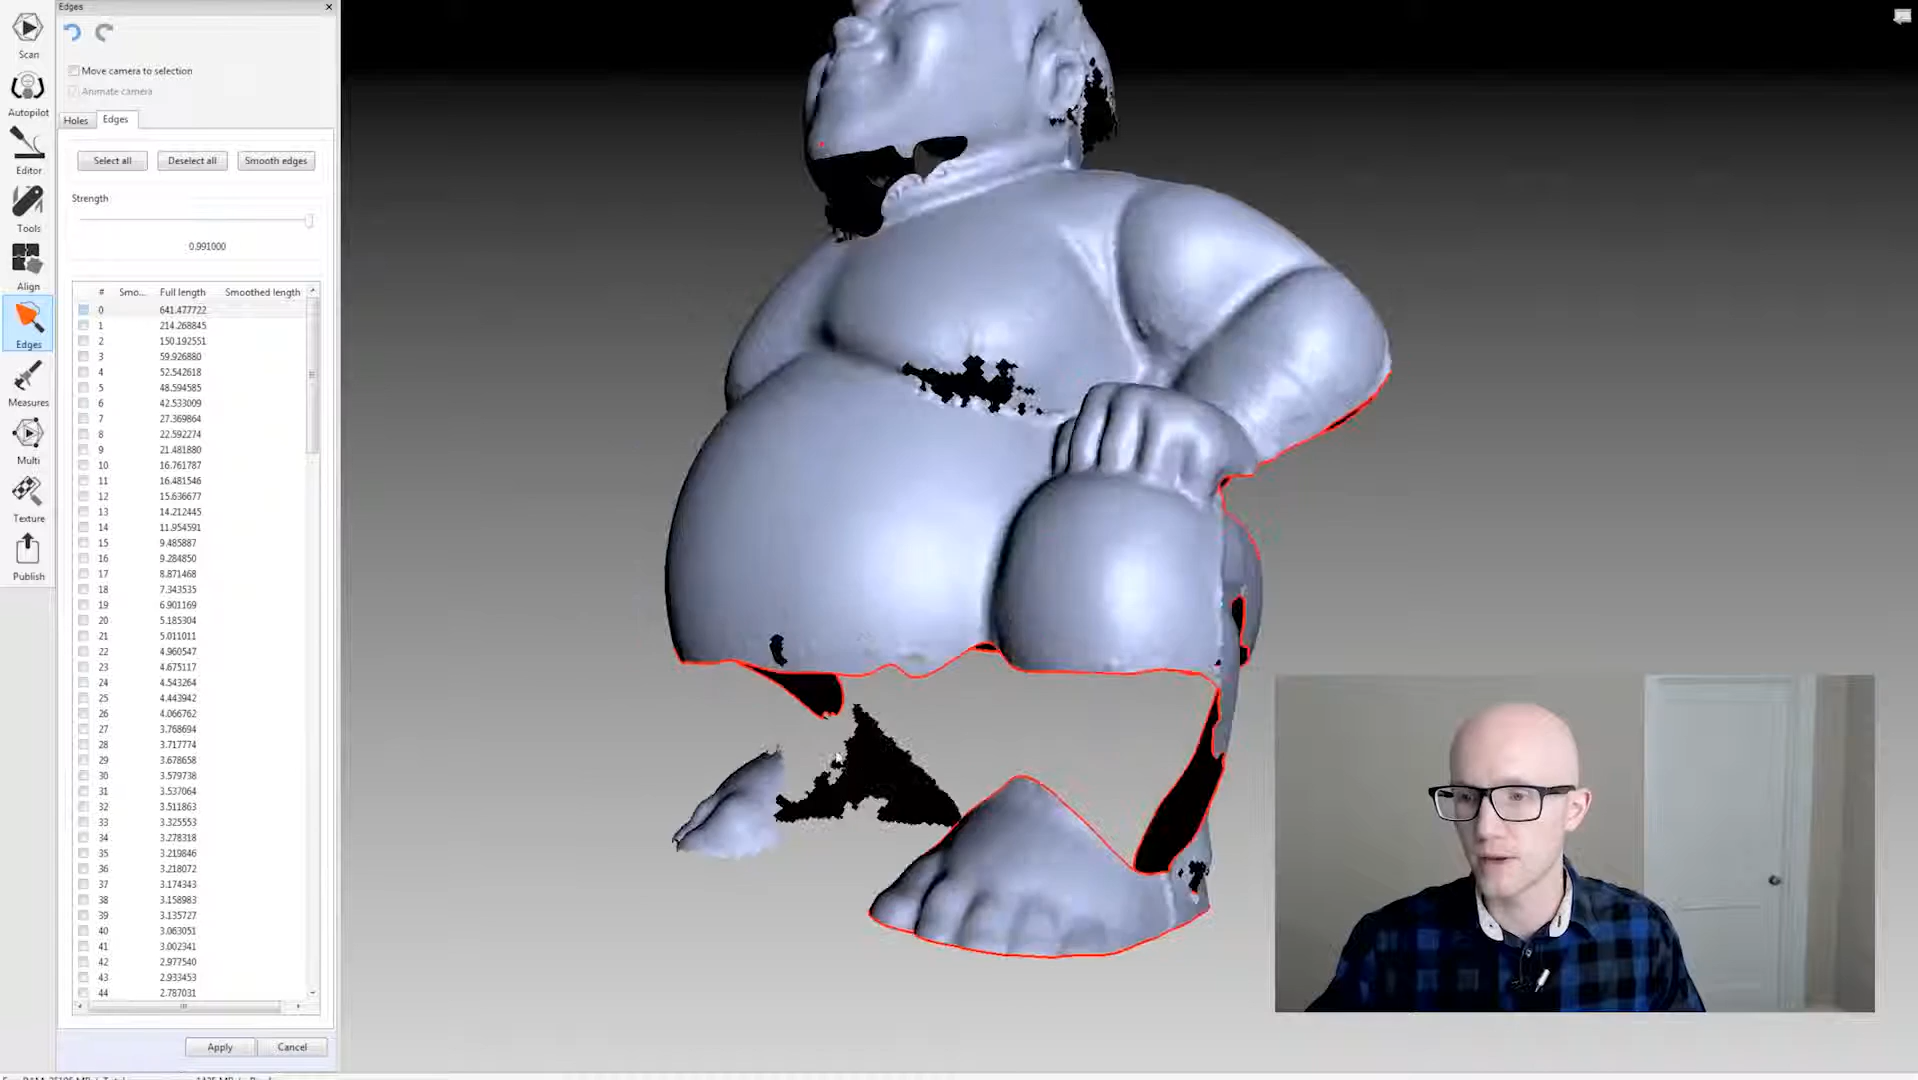 Edges
Move camera to selection
Animate camera
Holes Edges
Select all Deselect all Smooth edges
Strength
0.991000
# Smo... Full length Smoothed length
0 641.477722
1 214.268845
2 150.192551
3 59.926880
4 52.542618
5 48.594585
6 42.533009
7 27.369864
8 22.592274
9 21.481880
10 16.761787
11 16.481546
12 15.636677
13 14.212445
14 11.954591
15 9.485887
16 9.284850
17 8.871468
18 7.343535
19 6.901169
20 5.185304
21 5.011011
22 4.960547
23 4.675117
24 4.543264
25 4.443942
26 4.066762
27 3.768694
28 3.717774
29 3.678658
30 3.579738
31 3.537064
32 3.511863
33 3.325553
34 3.278318
35 3.219846
36 3.218072
37 3.174343
38 3.158983
39 3.135727
40 3.063051
41 3.002341
42 2.977540
43 2.933453
44 2.787031
Apply Cancel
Scan
Autopilot
Editor
Tools
Align
Edges
Measures
Multi
Texture
Publish